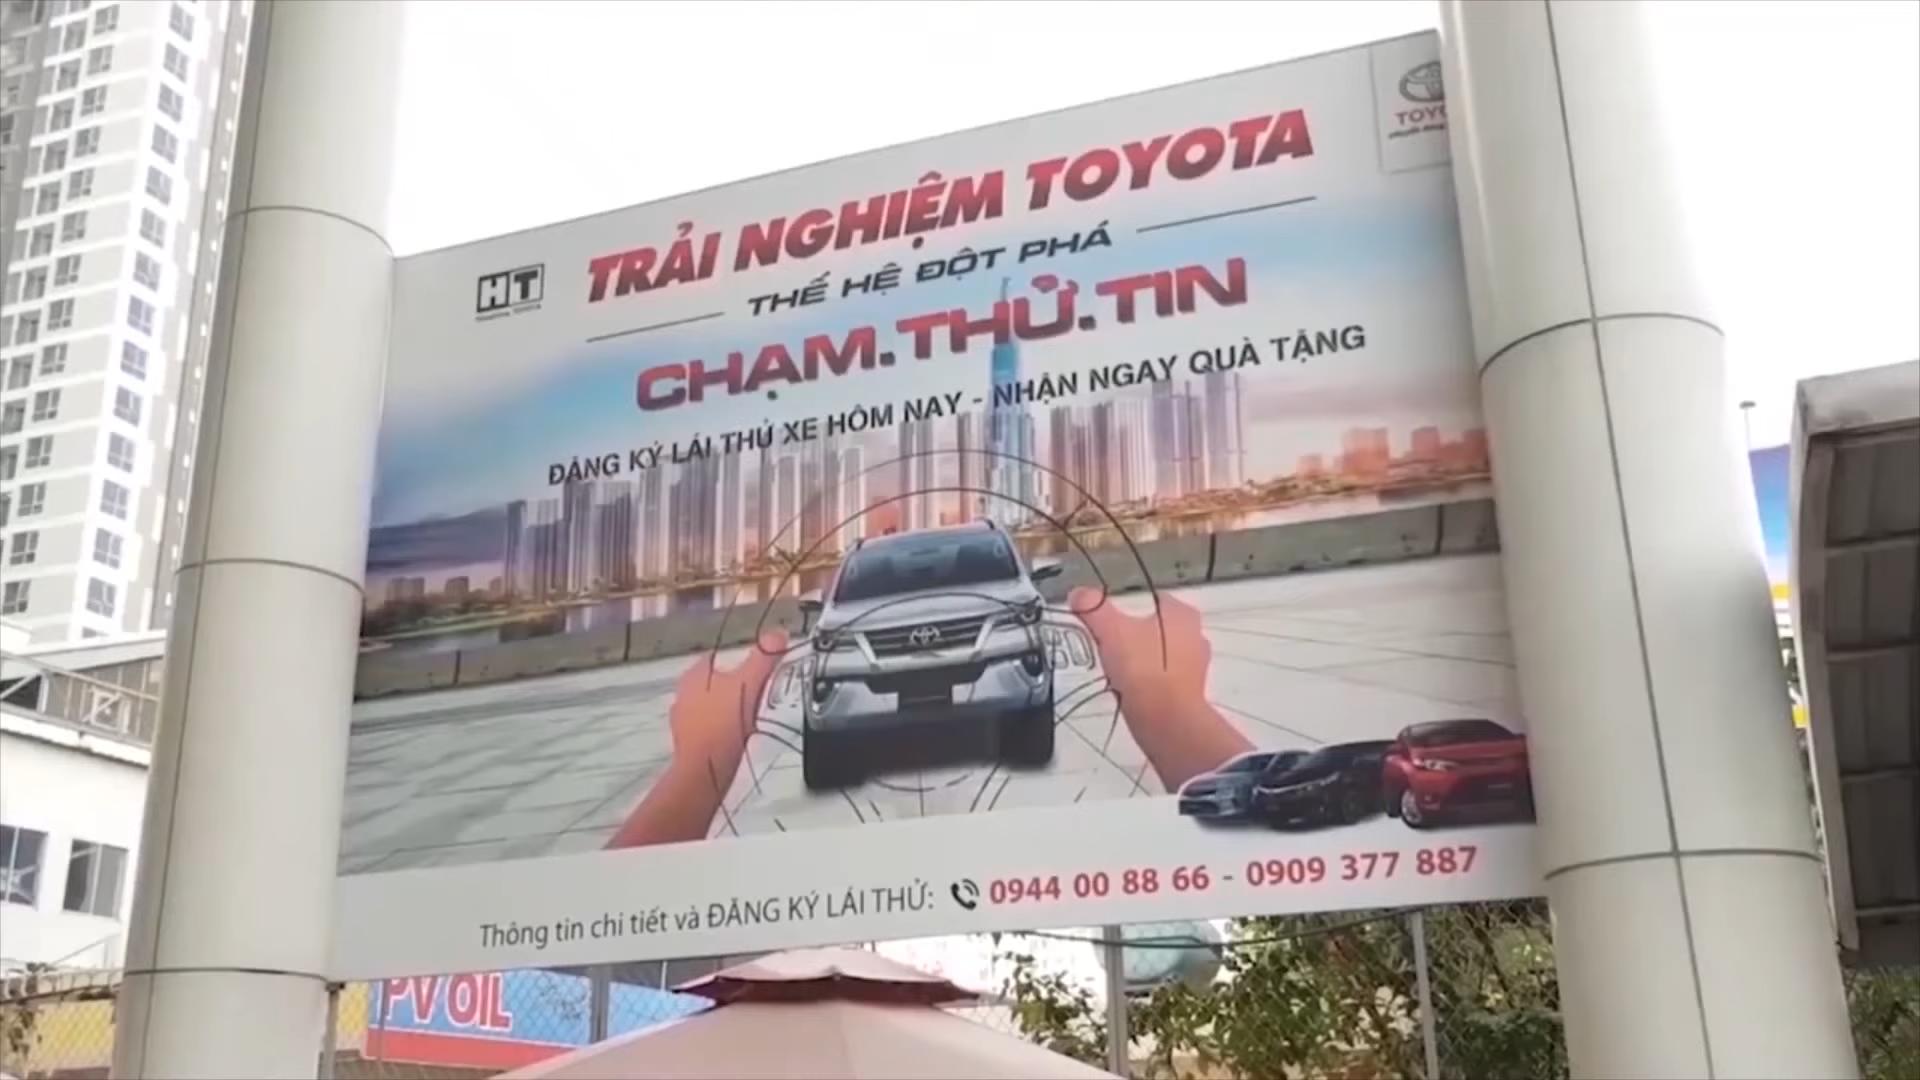 TRẢI NGHIỆM TOYOTA
THẾ HỆ ĐỘT PHÁ
CHẠM.THỬ.TIN
ĐĂNG KÝ LÁI THỬ XE HÔM NAY - NHẬN NGAY QUÀ TẶNG
HT
TOYO
Thông tin chi tiết và ĐĂNG KÝ LÁI THỬ: 0944 00 88 66 - 0909 377 887
PV OIL